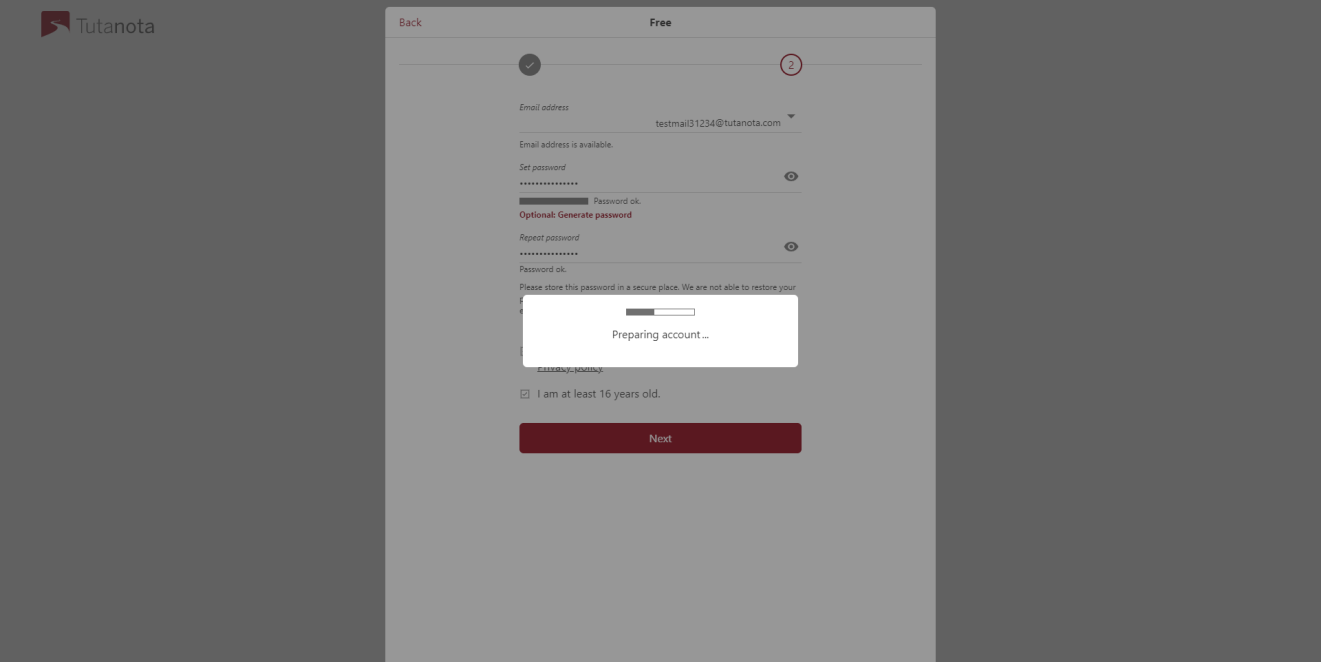 Tutanota
Back
Free
2
Email address
testmail31234@tutanota.com
Email address is available.
Set password
Password ok.
Optional: Generate password
Repeat password
Password ok.
Please store this password in a secure place. We are not able to restore your
Preparing account ...
Privacy policy
I am at least 16 years old.
Next